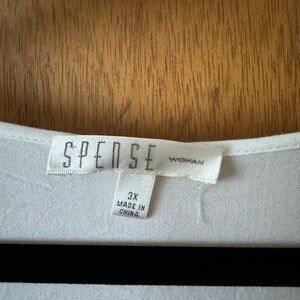 SPENSE WOMAN
3X
MADE IN
CHINA